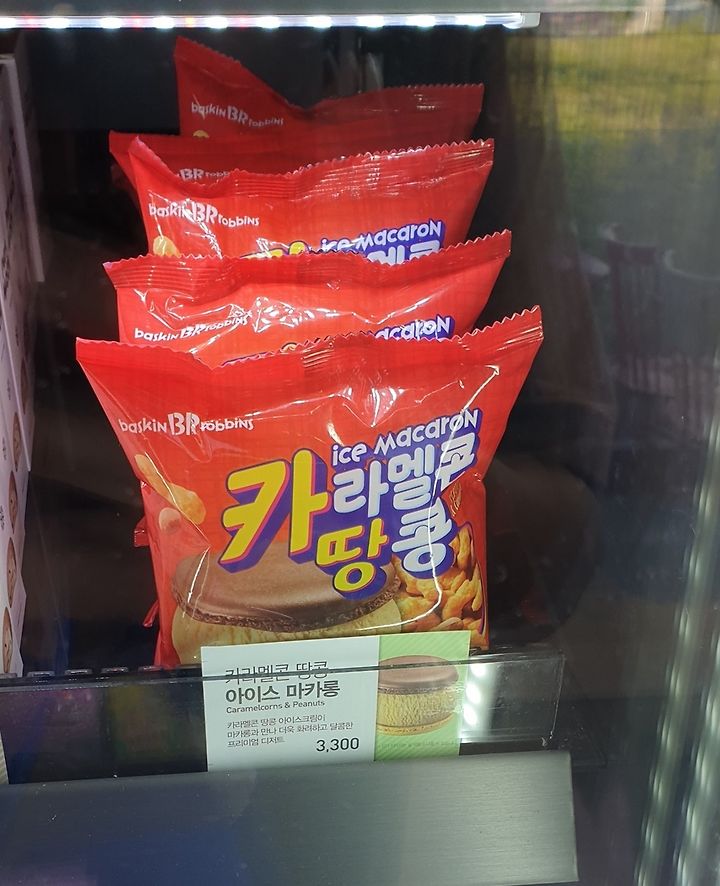 baskin BR robbins
baskin BR robbins
ice Macaron
baskin BR robbins
Macaron
baskin BR robbins
ice Macaron
카라멜콘
땅콩
카라멜콘 땅콩
아이스 마카롱
Caramelcorns & Peanuts
카라멜콘 땅콩 아이스크림이
마카롱과 만나 더욱 화려하고 달콤한
프리미엄 디저트
3,300